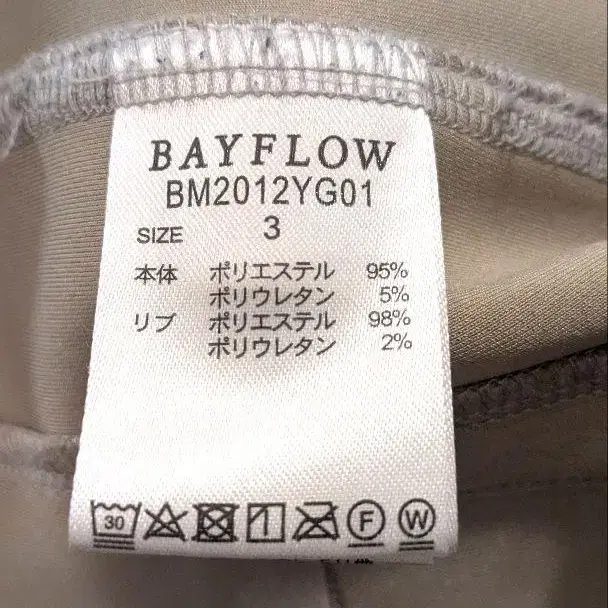 BAYFLOW
BM2012YG01
SIZE 3
本体 ポリエステル 95%
ポリウレタン 5%
リブ ポリエステル 98%
ポリウレタン 2%
30 F W